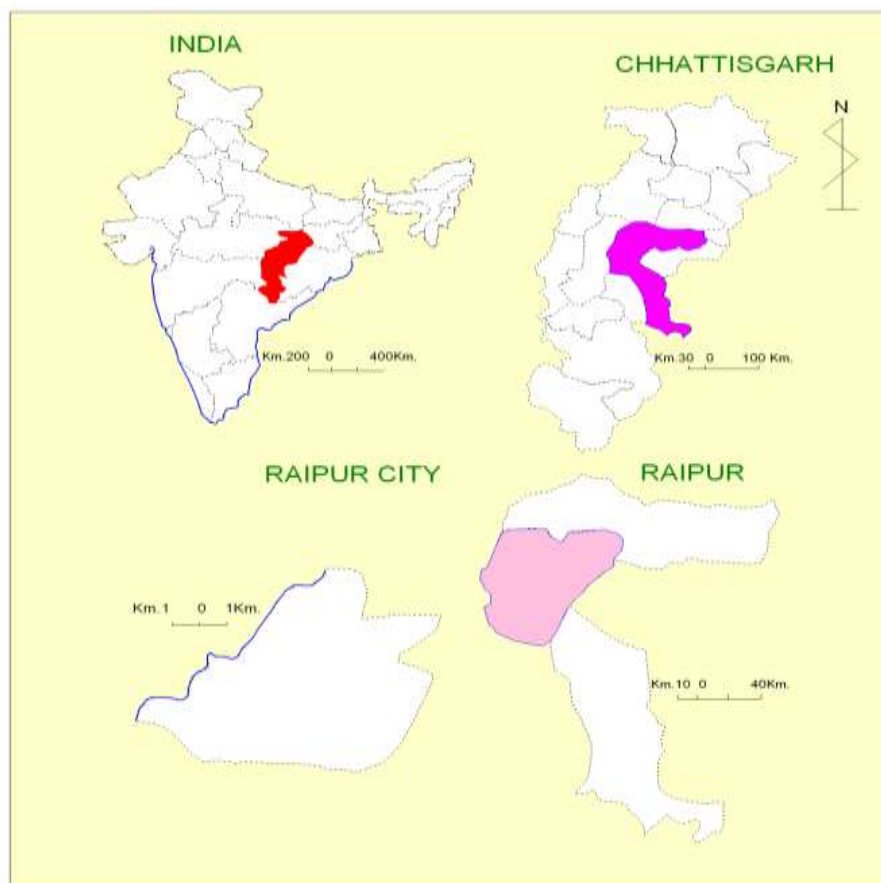 INDIA
CHHATTISGARH
N
Km.200 0 400Km.
Km.30 0 100 Km.
RAIPUR CITY
RAIPUR
Km. 1 0 1Km.
Km.10 0 40Km.